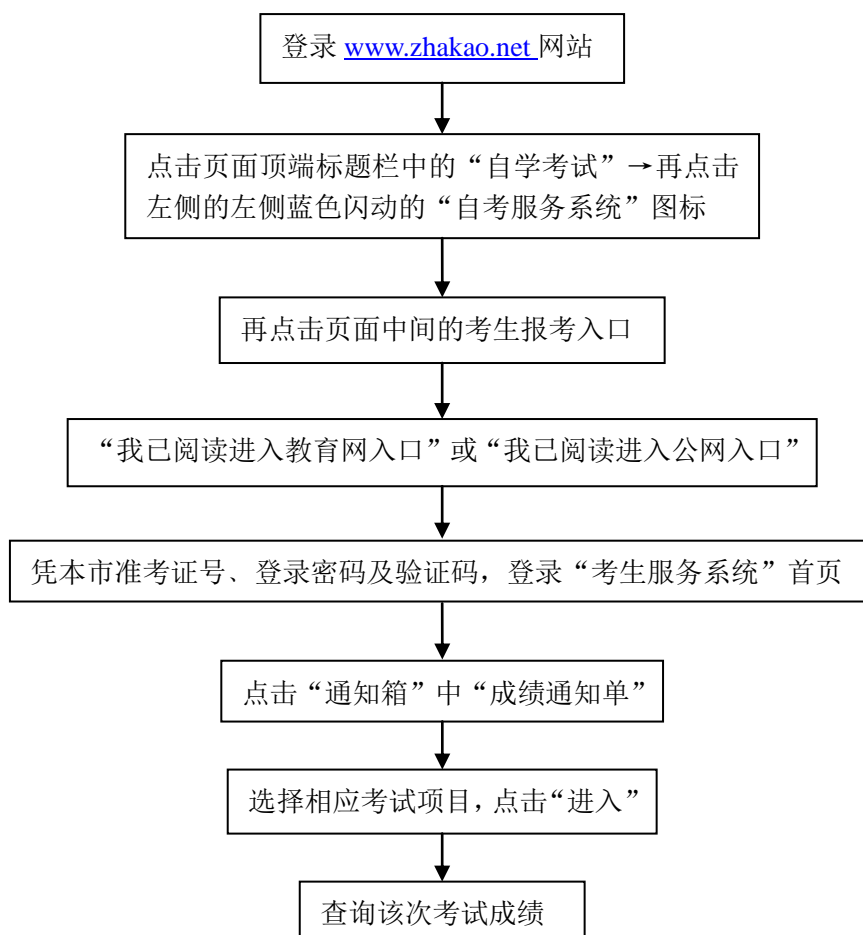 登录 www.zhakao.net 网站
点击页面顶端标题栏中的“自学考试”→再点击
左侧的左侧蓝色闪动的“自考服务系统”图标
再点击页面中间的考生报考入口
“我已阅读进入教育网入口”或“我已阅读进入公网入口”
凭本市准考证号、登录密码及验证码，登录“考生服务系统”首页
点击“通知箱”中“成绩通知单”
选择相应考试项目，点击“进入”
查询该次考试成绩